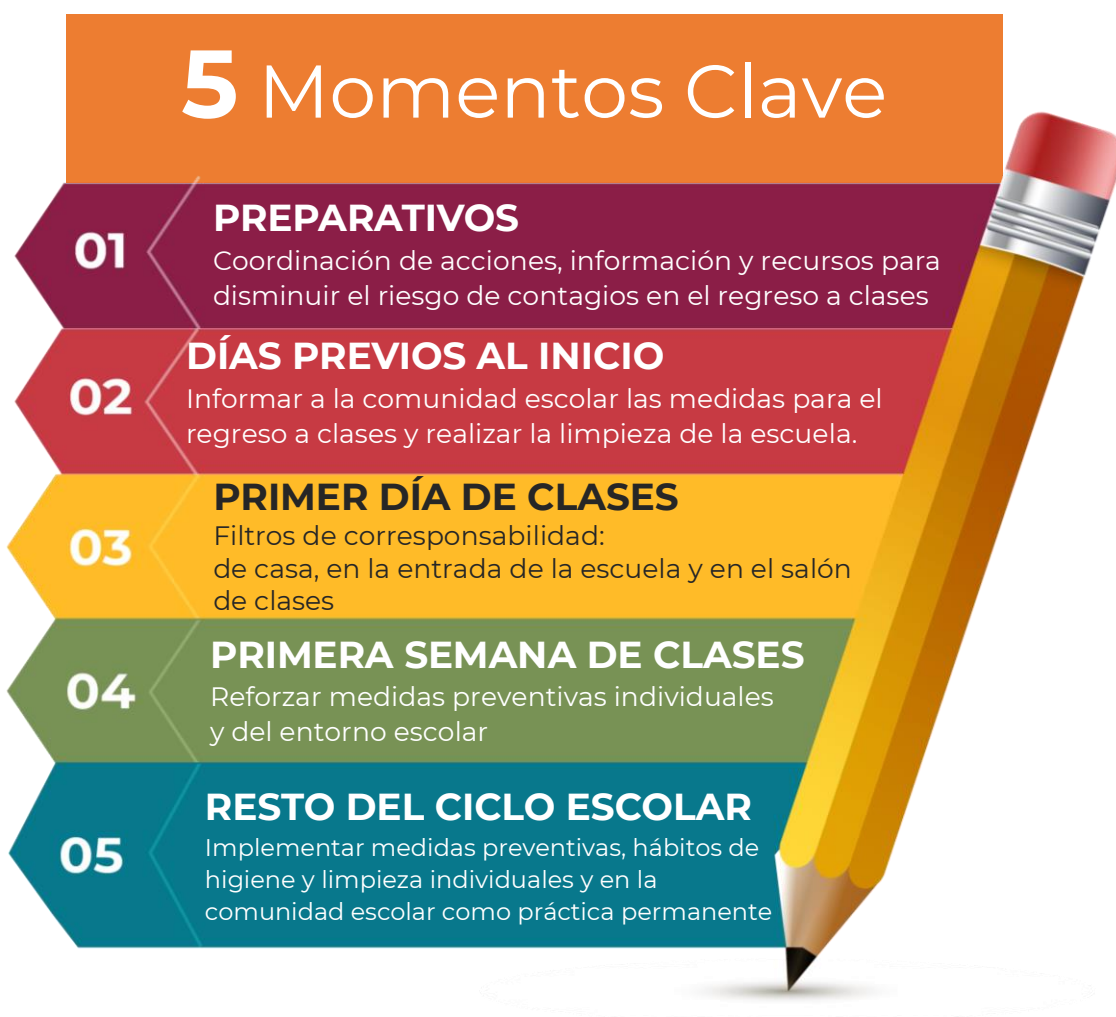 5 Momentos Clave
01
PREPARATIVOS
Coordinación de acciones, información y recursos para
disminuir el riesgo de contagios en el regreso a clases
02
DÍAS PREVIOS AL INICIO
Informar a la comunidad escolar las medidas para el
regreso a clases y realizar la limpieza de la escuela.
03
PRIMER DÍA DE CLASES
Filtros de corresponsabilidad:
de casa, en la entrada de la escuela y en el salón
de clases
04
PRIMERA SEMANA DE CLASES
Reforzar medidas preventivas individuales
y del entorno escolar
05
RESTO DEL CICLO ESCOLAR
Implementar medidas preventivas, hábitos de
higiene y limpieza individuales y en la
comunidad escolar como práctica permanente